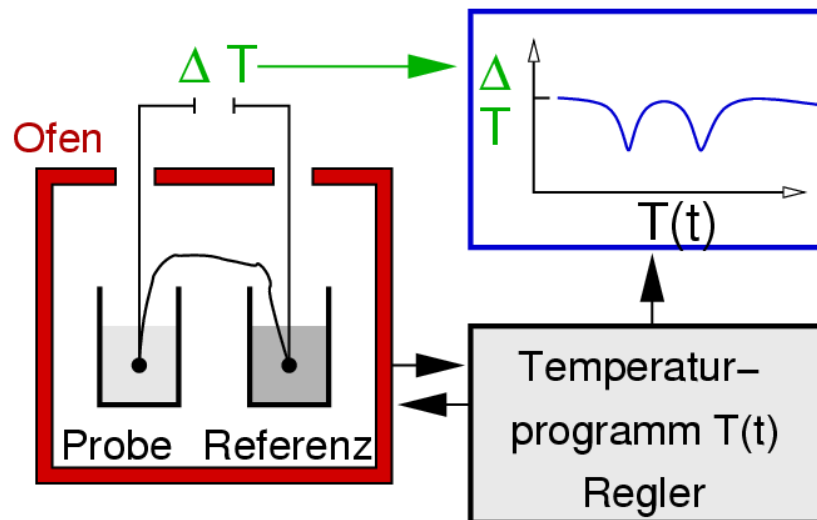 Δ T
Ofen
Δ
T
T(t)
Probe
Referenz
Temperatur–
programm T(t)
Regler